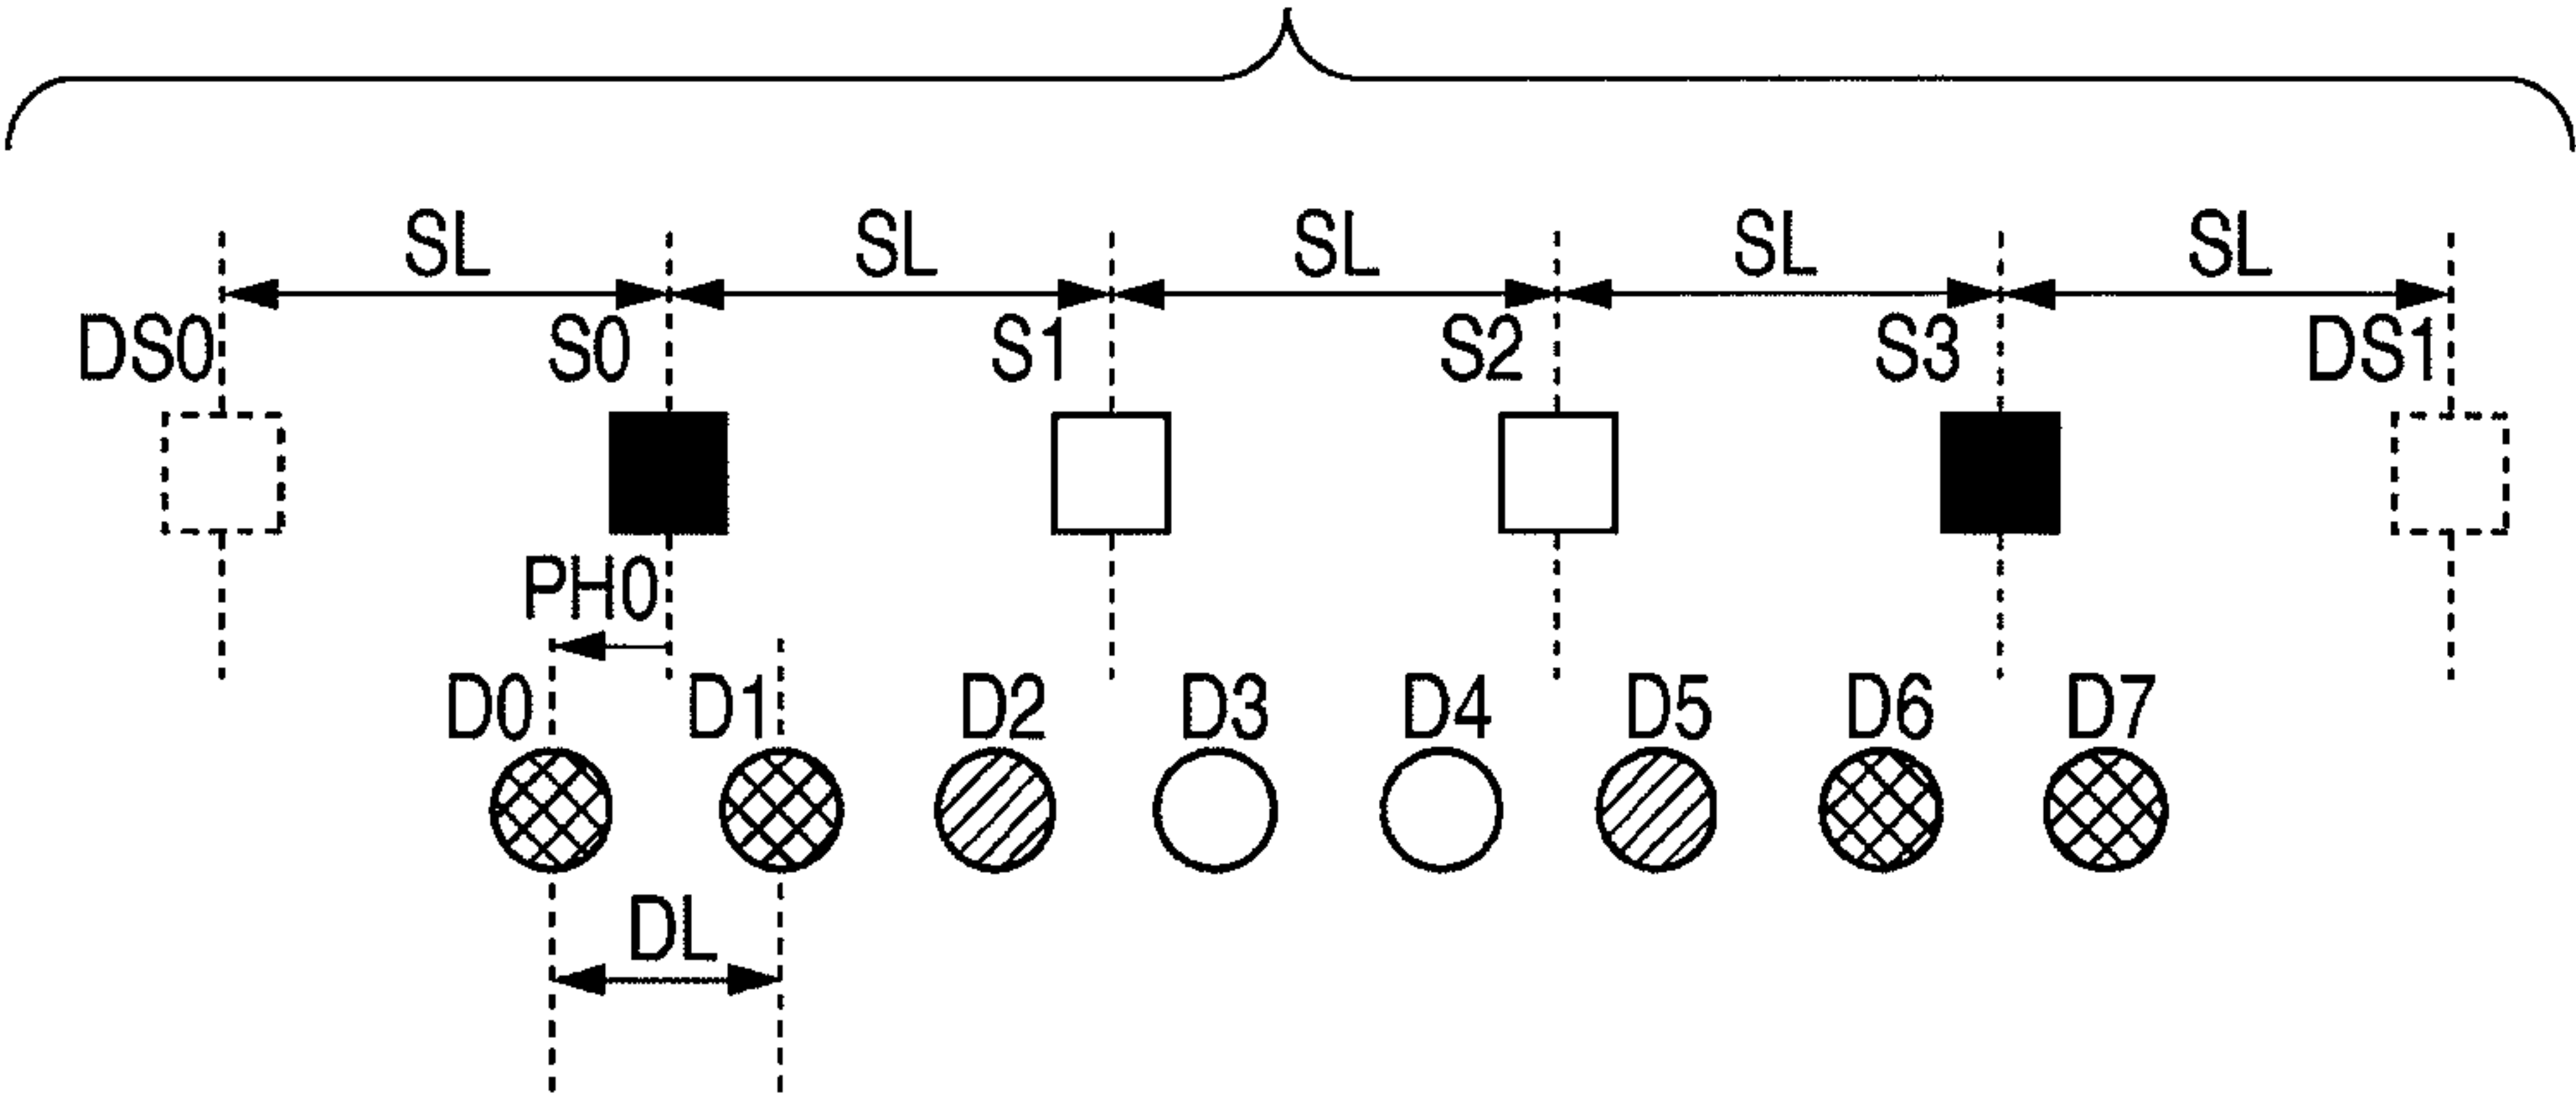 SL SL SL SL SL
DS0 S0 S1 S2 S3 DS1
PH0
D0 D1 D2 D3 D4 D5 D6 D7
DL